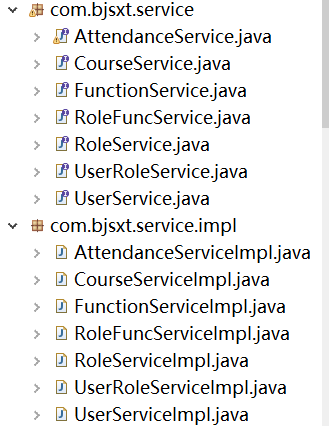 com.bjsxt.service
AttendanceService.java
CourseService.java
FunctionService.java
RoleFuncService.java
RoleService.java
UserRoleService.java
UserService.java
com.bjsxt.service.impl
AttendanceServiceImpl.java
CourseServiceImpl.java
FunctionServiceImpl.java
RoleFuncServiceImpl.java
RoleServiceImpl.java
UserRoleServiceImpl.java
UserServiceImpl.java